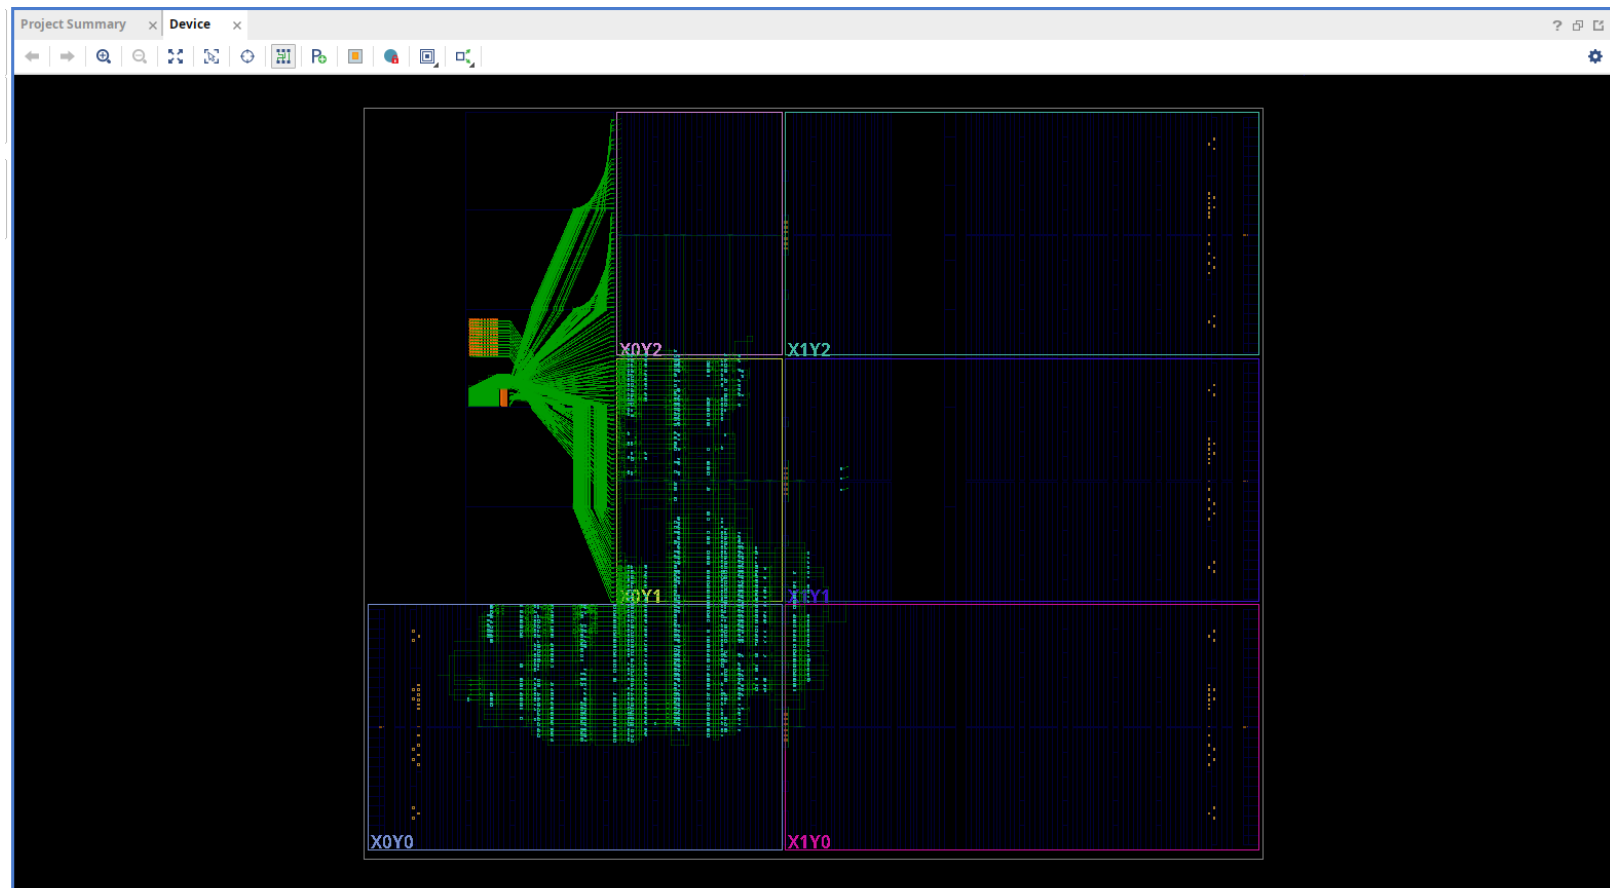 Project Summary
Device
X0Y2
X1Y2
X0Y1
X1Y1
X0Y0
X1Y0